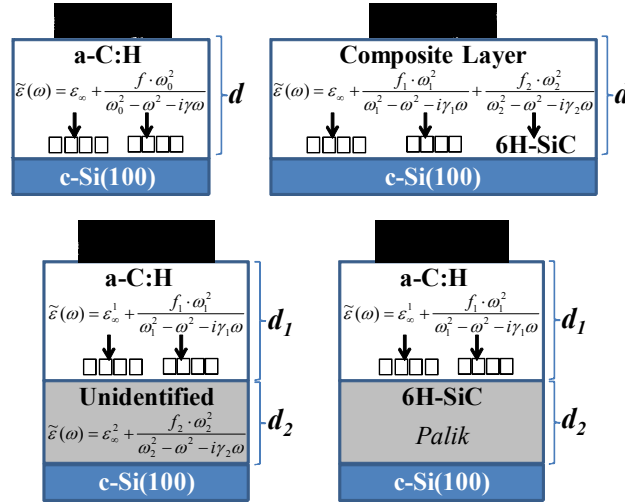 a-C:H
ε̃(ω) = ε∞ + f·ω₀² / (ω₀² − ω² − iγω)
d
c-Si(100)
Composite Layer
ε̃(ω) = ε∞ + f₁·ω₁² / (ω₁² − ω² − iγ₁ω) + f₂·ω₂² / (ω₂² − ω² − iγ₂ω)
6H-SiC
d
c-Si(100)
a-C:H
ε̃(ω) = ε∞¹ + f₁·ω₁² / (ω₁² − ω² − iγ₁ω)
d₁
Unidentified
ε̃(ω) = ε∞² + f₂·ω₂² / (ω₂² − ω² − iγ₂ω)
d₂
c-Si(100)
a-C:H
ε̃(ω) = ε∞¹ + f₁·ω₁² / (ω₁² − ω² − iγ₁ω)
d₁
6H-SiC
Palik
d₂
c-Si(100)